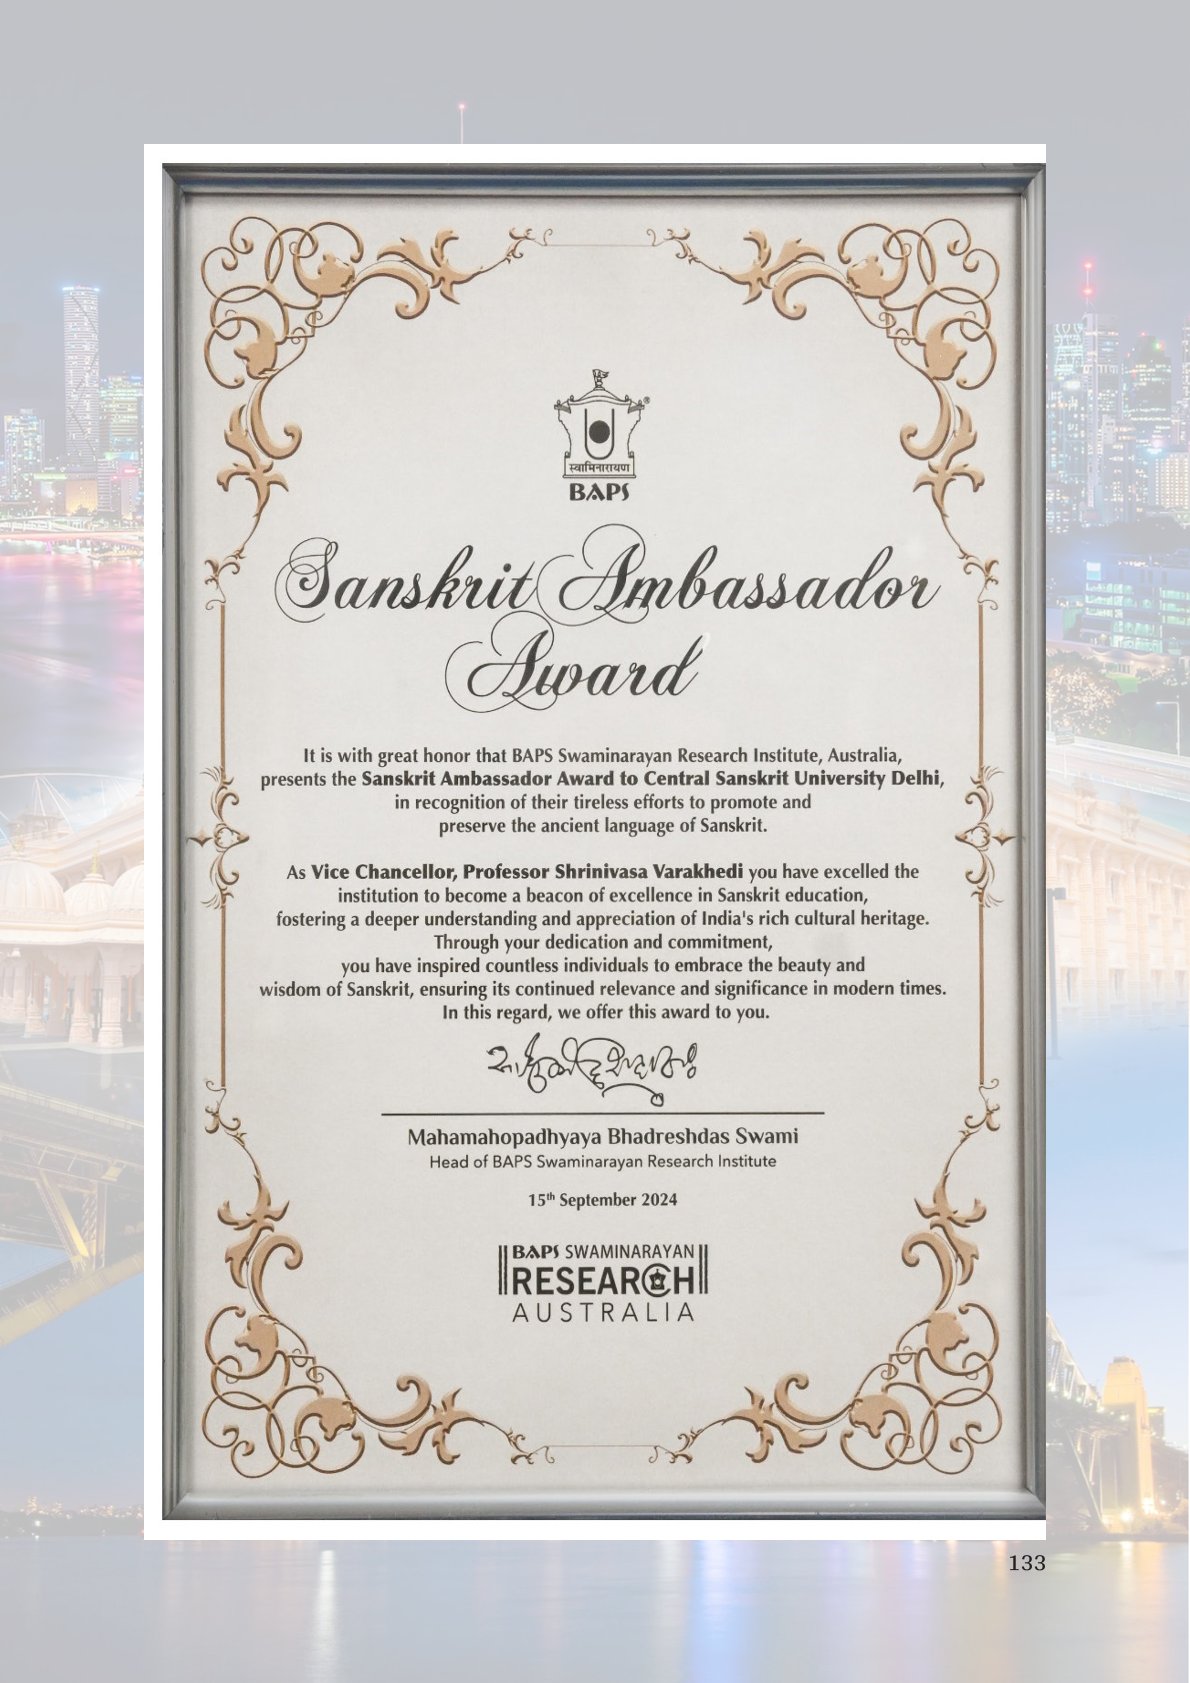 स्वामिनारायण
BAPS
Sanskrit Ambassador
Award
It is with great honor that BAPS Swaminarayan Research Institute, Australia,
presents the Sanskrit Ambassador Award to Central Sanskrit University Delhi,
in recognition of their tireless efforts to promote and
preserve the ancient language of Sanskrit.
As Vice Chancellor, Professor Shrinivasa Varakhedi you have excelled the
institution to become a beacon of excellence in Sanskrit education,
fostering a deeper understanding and appreciation of India's rich cultural heritage.
Through your dedication and commitment,
you have inspired countless individuals to embrace the beauty and
wisdom of Sanskrit, ensuring its continued relevance and significance in modern times.
In this regard, we offer this award to you.
Mahamahopadhyaya Bhadreshdas Swami
Head of BAPS Swaminarayan Research Institute
15th September 2024
BAPS SWAMINARAYAN
RESEARCH
AUSTRALIA
133